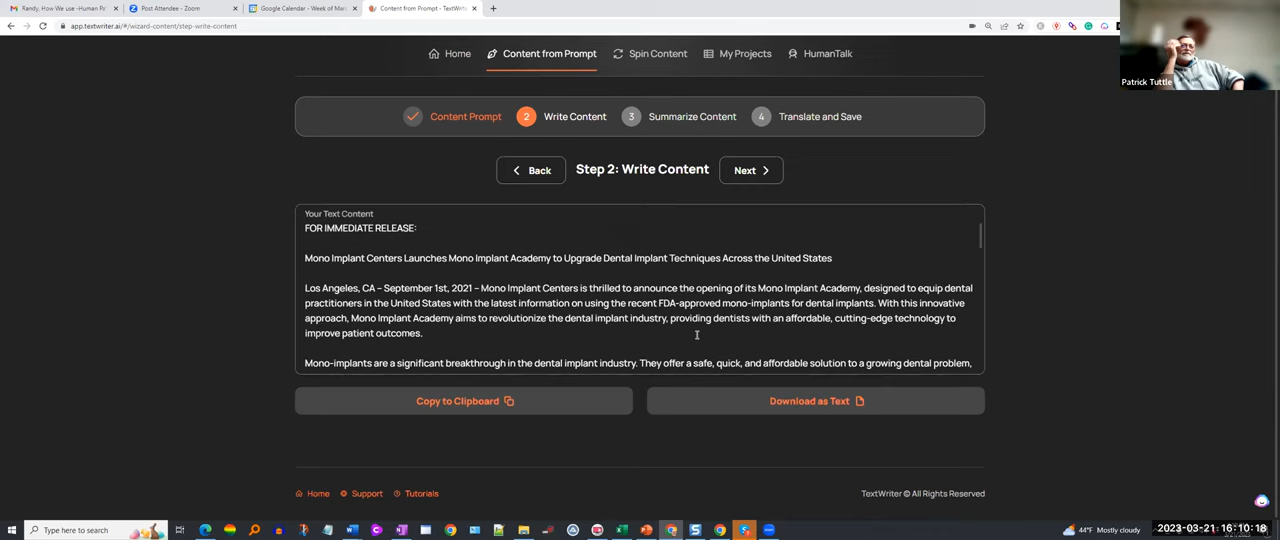 Randy, How We use -Human Pa
Post Attendee - Zoom
Google Calendar - Week of Mar
Content from Prompt - TextWrite
app.textwriter.ai/#/wizard-content/step-write-content
Patrick Tuttle
Home
Content from Prompt
Spin Content
My Projects
HumanTalk
Content Prompt
2 Write Content
3 Summarize Content
4 Translate and Save
Back
Step 2: Write Content
Next
Your Text Content
FOR IMMEDIATE RELEASE:
Mono Implant Centers Launches Mono Implant Academy to Upgrade Dental Implant Techniques Across the United States
Los Angeles, CA – September 1st, 2021 – Mono Implant Centers is thrilled to announce the opening of its Mono Implant Academy, designed to equip dental
practitioners in the United States with the latest information on using the recent FDA-approved mono-implants for dental implants. With this innovative
approach, Mono Implant Academy aims to revolutionize the dental implant industry, providing dentists with an affordable, cutting-edge technology to
improve patient outcomes.
Mono-implants are a significant breakthrough in the dental implant industry. They offer a safe, quick, and affordable solution to a growing dental problem,
Copy to Clipboard
Download as Text
Home
Support
Tutorials
TextWriter © All Rights Reserved
Type here to search
44°F Mostly cloudy
2023-03-21 16:10:18